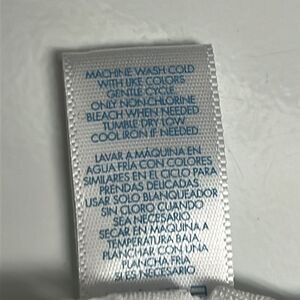 MACHINE WASH COLD
WITH LIKE COLORS
GENTLE CYCLE
ONLY NON-CHLORINE
BLEACH WHEN NEEDED
TUMBLE DRY LOW
COOL IRON IF NEEDED
LAVAR A MÁQUINA EN
AGUA FRÍA CON COLORES
SIMILARES EN EL CICLO PARA
PRENDAS DELICADAS
USAR SOLO BLANQUEADOR
SIN CLORO CUANDO
SEA NECESARIO
SECAR EN MAQUINA A
TEMPERATURA BAJA,
PLANCHAR CON UNA
PLANCHA FRIA
SI ES NECESARIO